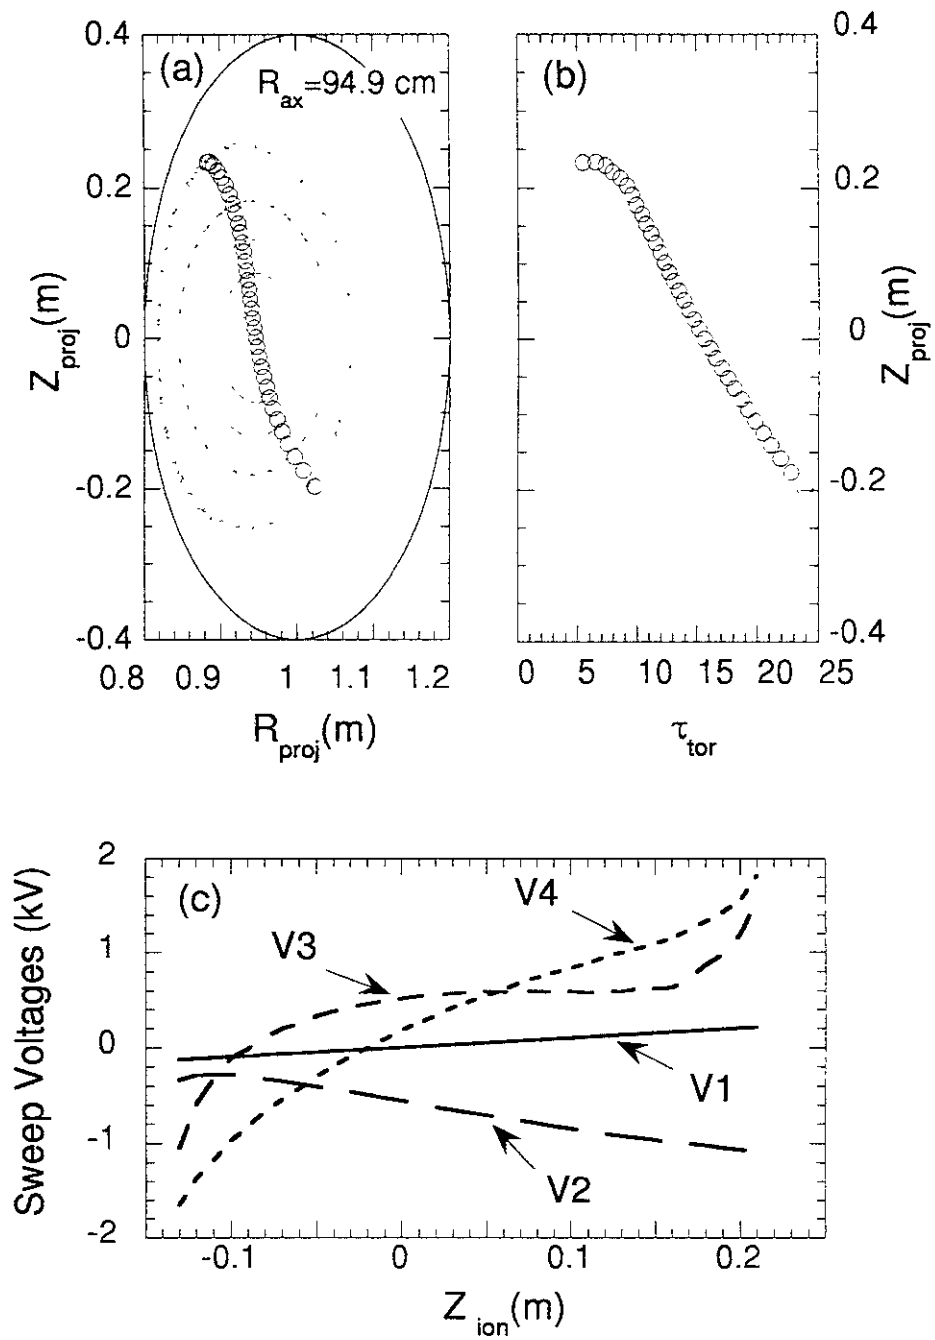 (a)
R_ax=94.9 cm
0.4
0.2
0
-0.2
-0.4
Z_proj(m)
0.8 0.9 1 1.1 1.2
R_proj(m)
(b)
0.4
0.2
0
-0.2
-0.4
Z_proj(m)
0 5 10 15 20 25
τ_tor
(c)
V4
V3
V1
V2
2
1
0
-1
-2
Sweep Voltages (kV)
-0.1 0 0.1 0.2
Z_ion(m)